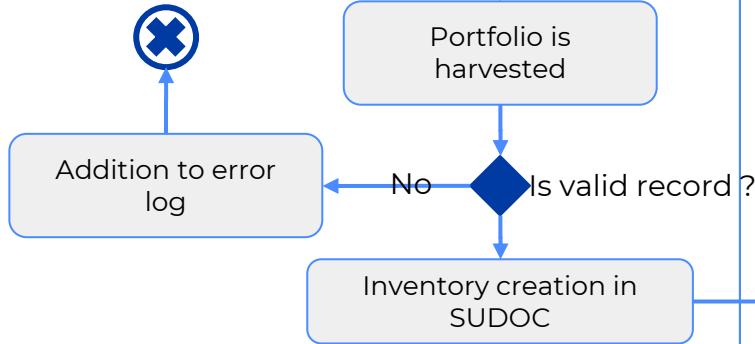 Portfolio is
harvested
Addition to error
log
No
Is valid record ?
Inventory creation in
SUDOC